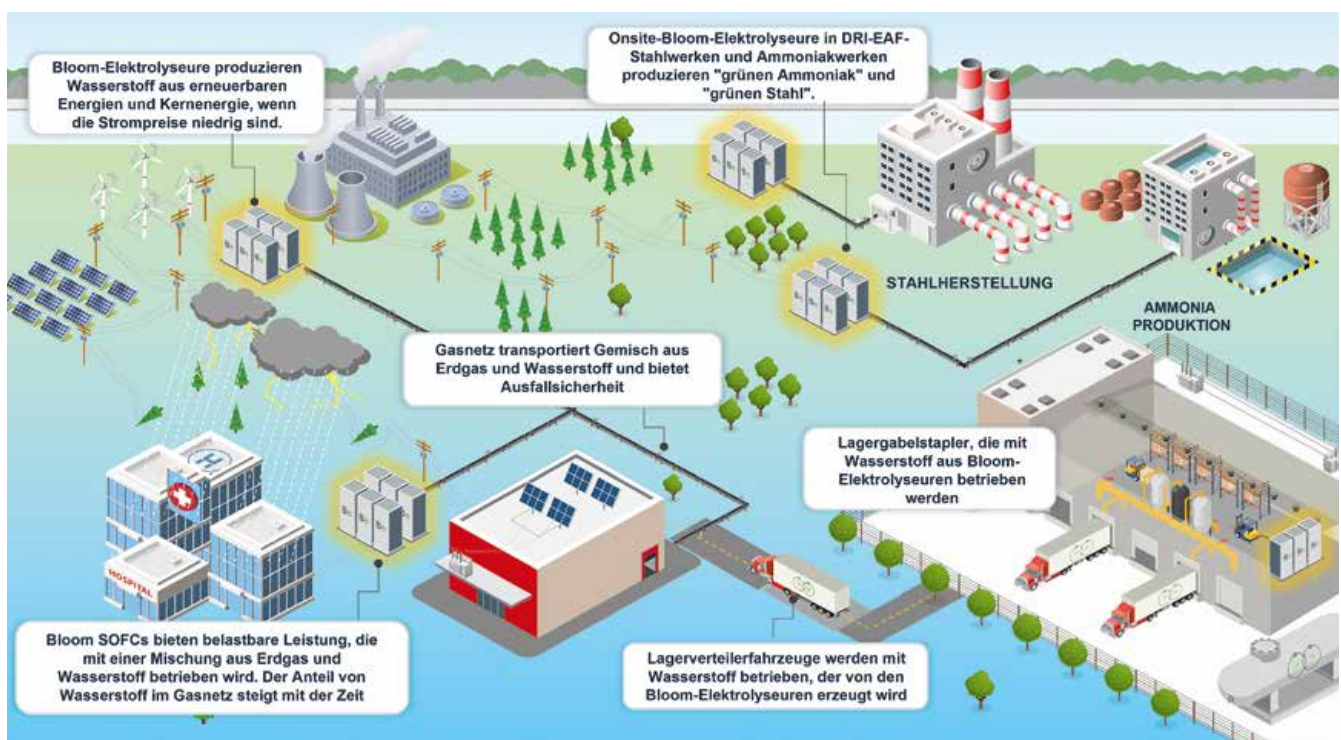 Bloom-Elektrolyseure produzieren
Wasserstoff aus erneuerbaren
Energien und Kernenergie, wenn
die Strompreise niedrig sind.
Onsite-Bloom-Elektrolyseure in DRI-EAF-
Stahlwerken und Ammoniakwerken
produzieren "grünen Ammoniak" und
"grünen Stahl".
STAHLHERSTELLUNG
AMMONIA
PRODUKTION
Gasnetz transportiert Gemisch aus
Erdgas und Wasserstoff und bietet
Ausfallsicherheit
Lagergabelstapler, die mit
Wasserstoff aus Bloom-
Elektrolyseuren betrieben
werden
H
HOSPITAL
Bloom SOFCs bieten belastbare Leistung, die
mit einer Mischung aus Erdgas und
Wasserstoff betrieben wird. Der Anteil von
Wasserstoff im Gasnetz steigt mit der Zeit
Lagerverteilerfahrzeuge werden mit
Wasserstoff betrieben, der von den
Bloom-Elektrolyseuren erzeugt wird